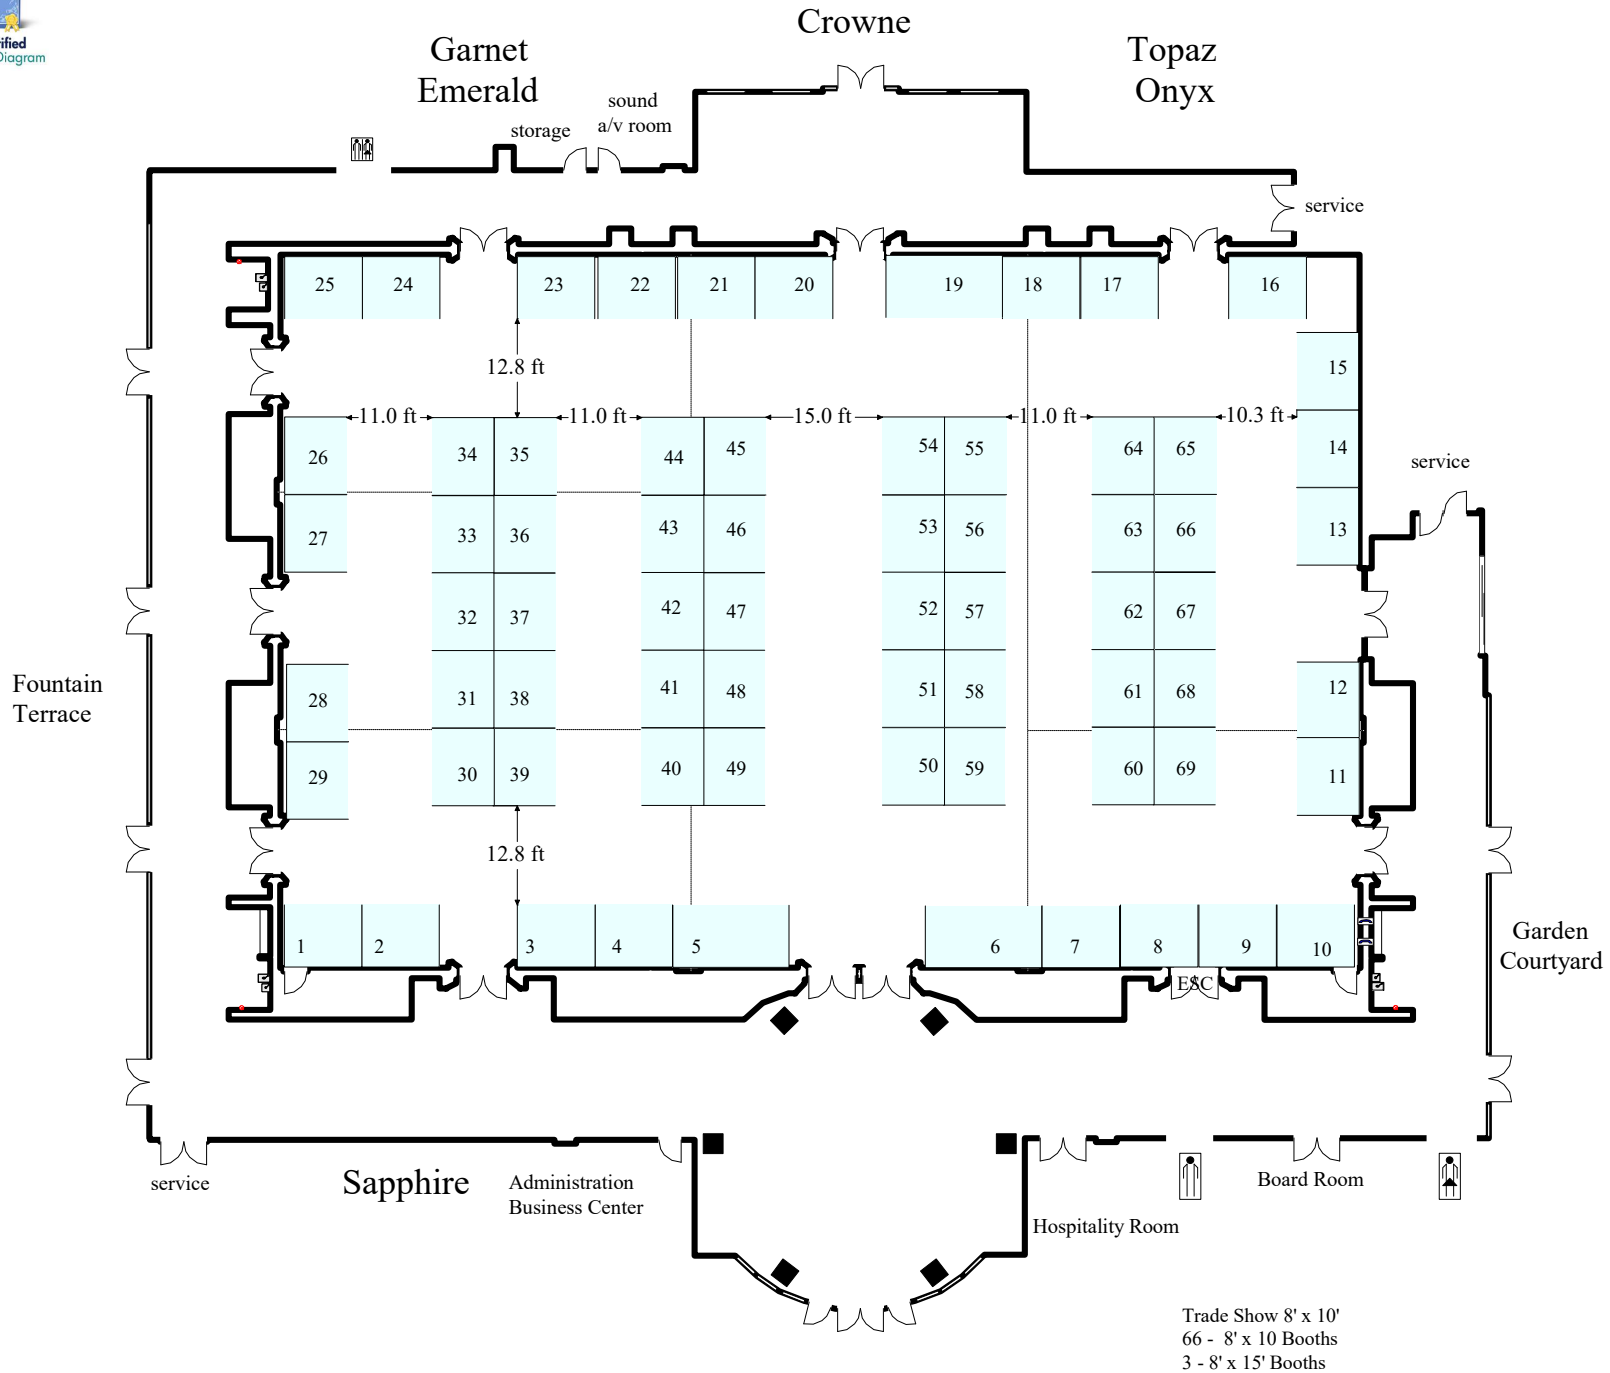 rified
Diagram
Crowne
Garnet
Emerald
Topaz
Onyx
sound
a/v room
storage
service
25 24 23 22 21 20 19 18 17 16
12.8 ft
15
11.0 ft 11.0 ft 15.0 ft 11.0 ft 10.3 ft
26 34 35 44 45 54 55 64 65 14
service
27 33 36 43 46 53 56 63 66 13
32 37 42 47 52 57 62 67
Fountain
Terrace
28 31 38 41 48 51 58 61 68 12
29 30 39 40 49 50 59 60 69 11
12.8 ft
1 2 3 4 5 6 7 8 9 10
Garden
Courtyard
ESC
service
Sapphire
Administration
Business Center
Board Room
Hospitality Room
Trade Show 8' x 10'
66 - 8' x 10 Booths
3 - 8' x 15' Booths